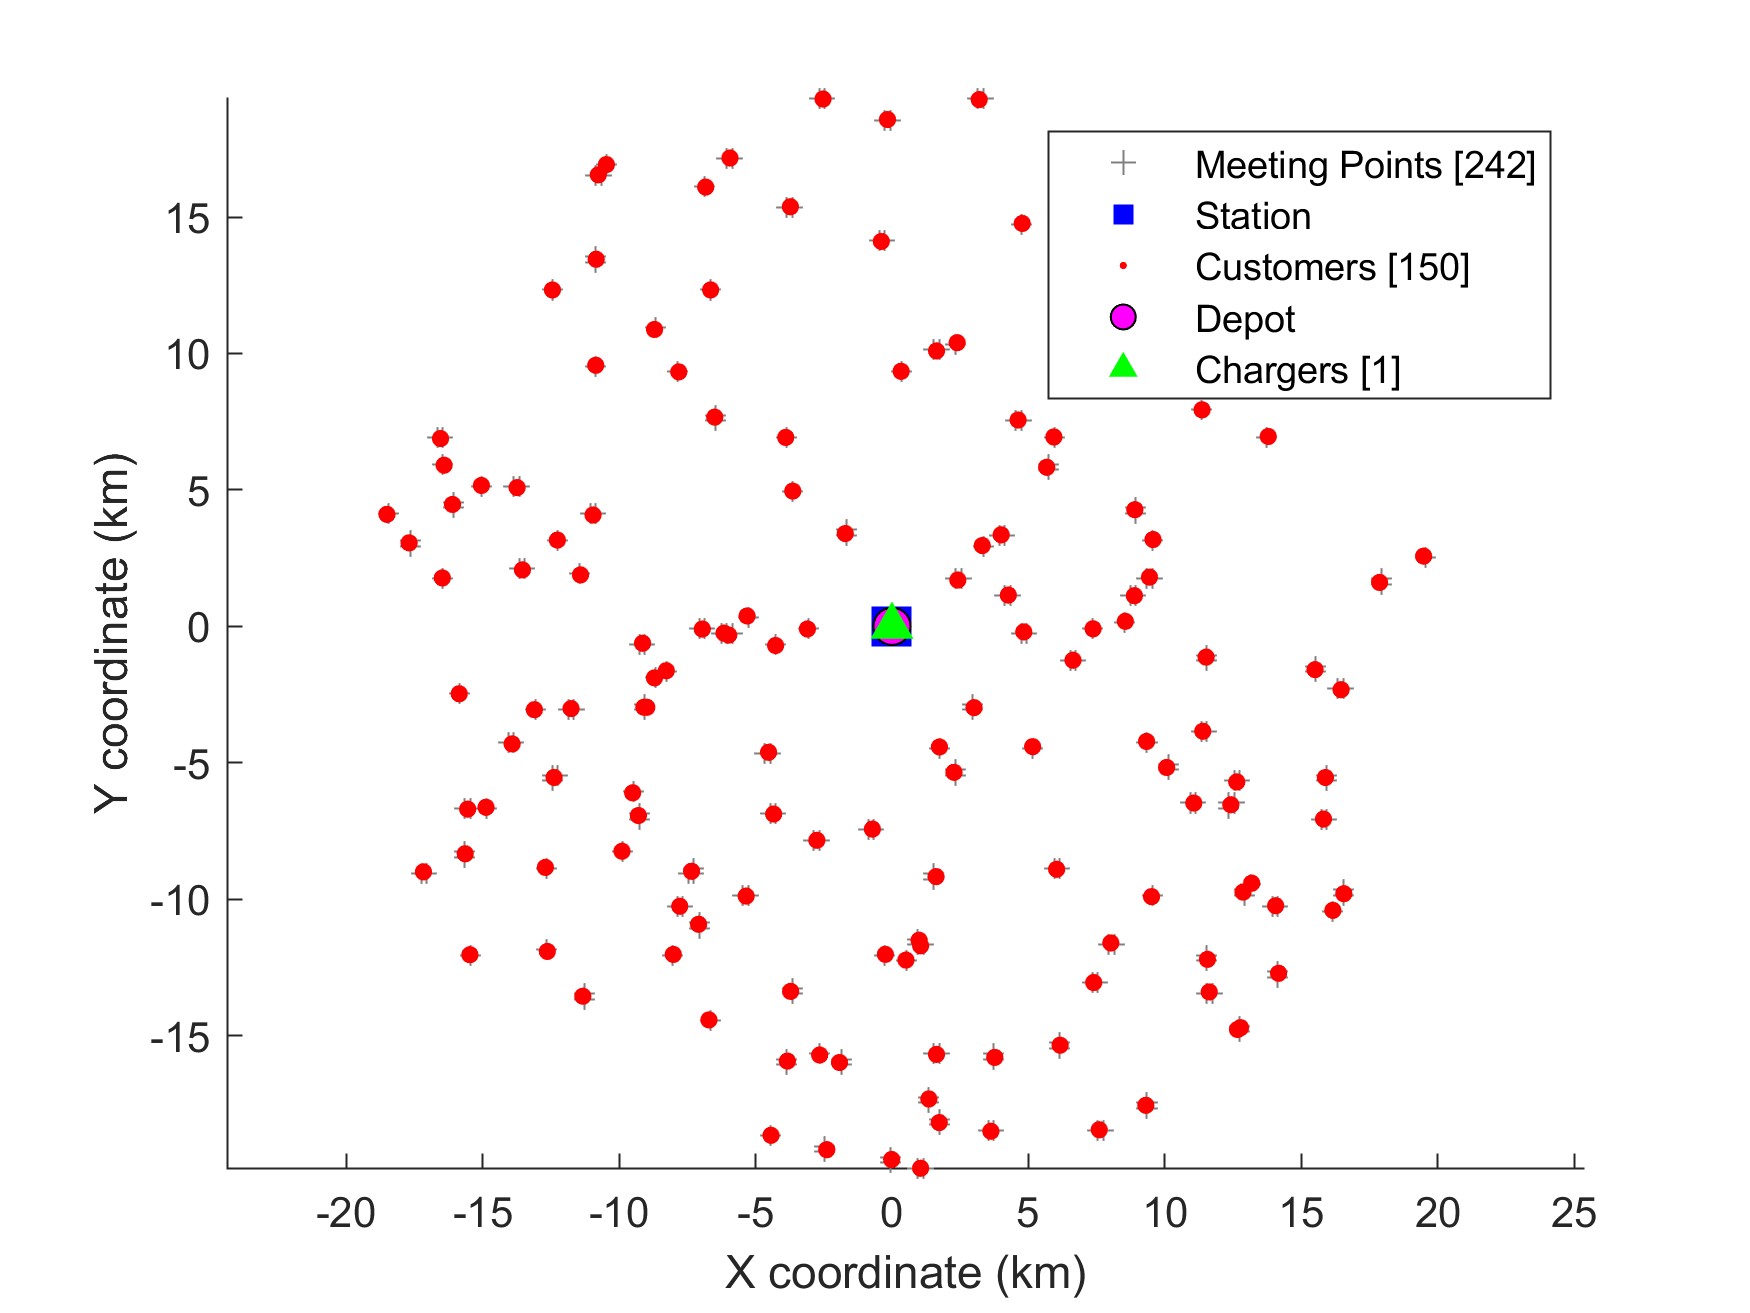 Meeting Points [242]
Station
Customers [150]
Depot
Chargers [1]
15
10
5
0
-5
-10
-15
Y coordinate (km)
-20 -15 -10 -5 0 5 10 15 20 25
X coordinate (km)